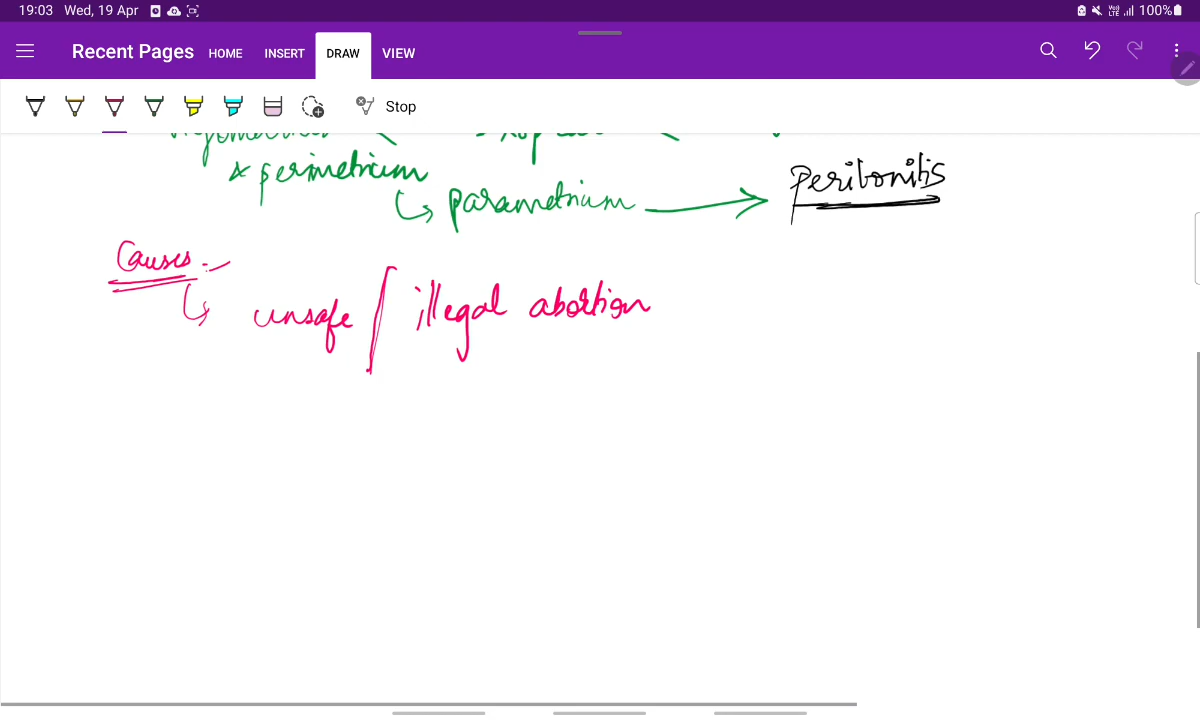 19:03 Wed, 19 Apr 100%
Recent Pages HOME INSERT DRAW VIEW
Stop
& perimetrium
parametrium
Peritonitis
Causes :-
unsafe / illegal abortion